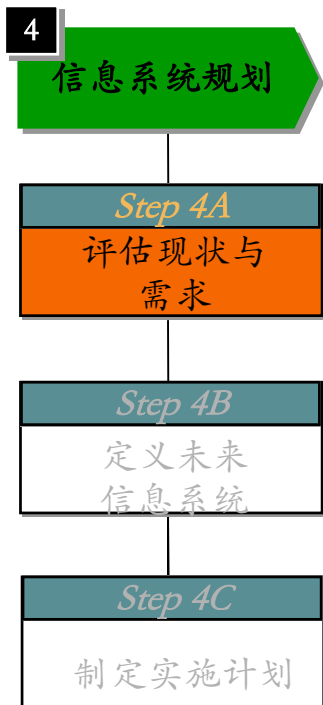 4
信息系统规划
Step 4A
评估现状与
需求
Step 4B
定义未来
信息系统
Step 4C
制定实施计划